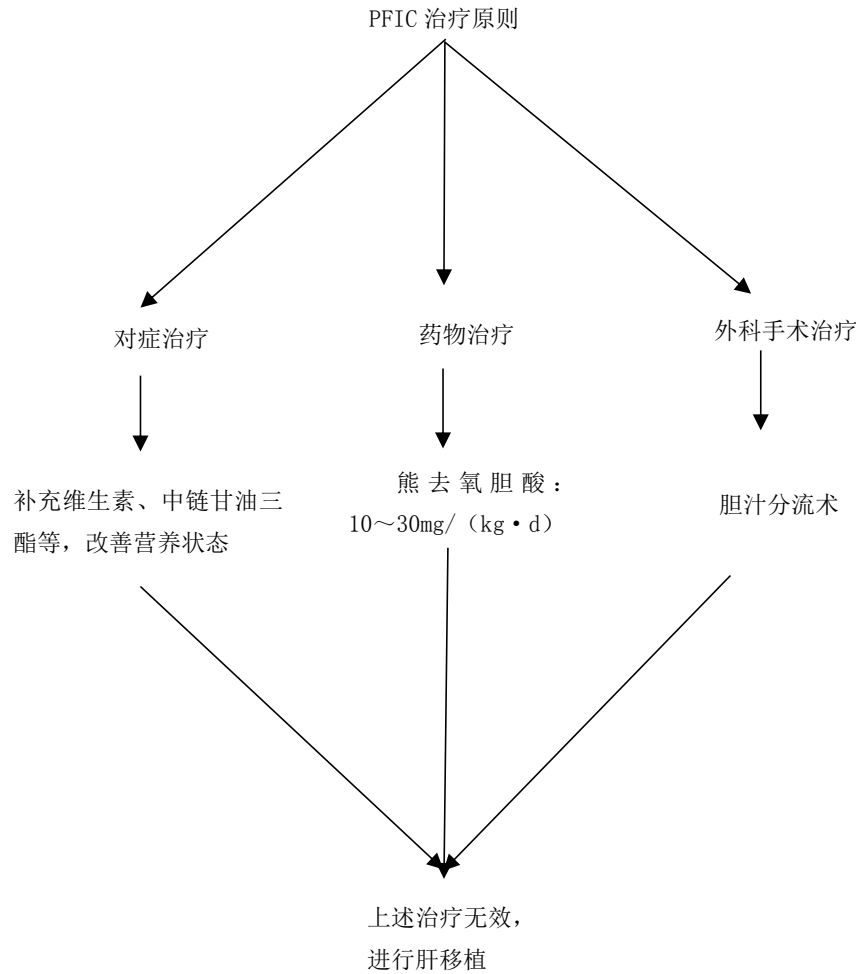 PFIC 治疗原则
对症治疗
药物治疗
外科手术治疗
补充维生素、中链甘油三
酯等，改善营养状态
熊去氧胆酸：
10～30mg/（kg•d）
胆汁分流术
上述治疗无效，
进行肝移植